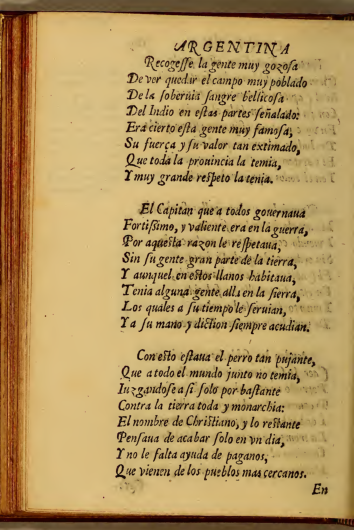 ARGENTINA
Recogesse la gente muy gozosa
De ver quedar el campo muy poblado
De la soberuia sangre bellicosa
Del Indio en estas partes señalado:
Era cierto esta gente muy famosa,
Su fuerça y su valor tan extimado,
Que toda la prouincia la temia,
Y muy grande respeto la tenia.
El Capitan que a todos gouernaua
Fortissimo, y valiente era en la guerra,
Por aquesta razon le respetaua,
Sin su gente gran parte de la tierra,
Y aunque en estos llanos habitaua,
Tenia alguna gente alla en la sierra,
Los quales a su tiempo le seruian,
Y a su mano y diction siempre acudian.
Con esto estaua el perro tan pujante,
Que a todo el mundo junto no temia,
Iuzgandose a si solo por bastante
Contra la tierra toda y monarchia:
El nombre de Christiano, y lo restante
Pensaua de acabar solo en vn dia,
Y no le falta ayuda de paganos,
Que vienen de los pueblos mas cercanos.
En